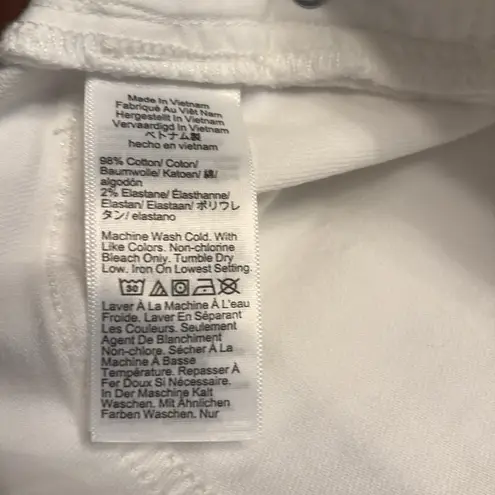 Made In Vietnam
Fabriqué Au Viêt Nam
Hergestellt In Vietnam
Vervaardigd In Vietnam
ベトナム製
hecho en vietnam
98% Cotton/ Coton/
Baumwolle/ Katoen/ 綿/
algodón
2% Elastane/ Élasthanne/
Elastan/ Elastaan/ ポリウレ
タン/ elastano
Machine Wash Cold. With
Like Colors. Non-chlorine
Bleach Only. Tumble Dry
Low. Iron On Lowest Setting.
30
Laver À La Machine À L'eau
Froide. Laver En Séparant
Les Couleurs. Seulement
Agent De Blanchiment
Non-chlore. Sécher À La
Machine À Basse
Température. Repasser À
Fer Doux Si Nécessaire.
In Der Maschine Kalt
Waschen. Mit Ähnlichen
Farben Waschen. Nur